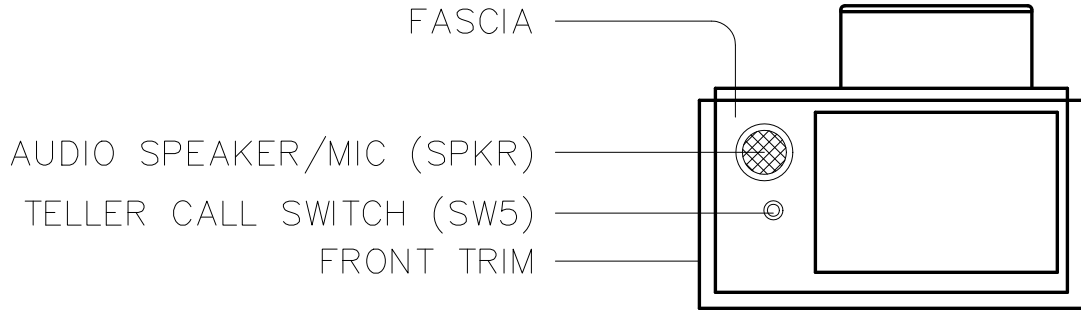 FASCIA
AUDIO SPEAKER/MIC (SPKR)
TELLER CALL SWITCH (SW5)
FRONT TRIM